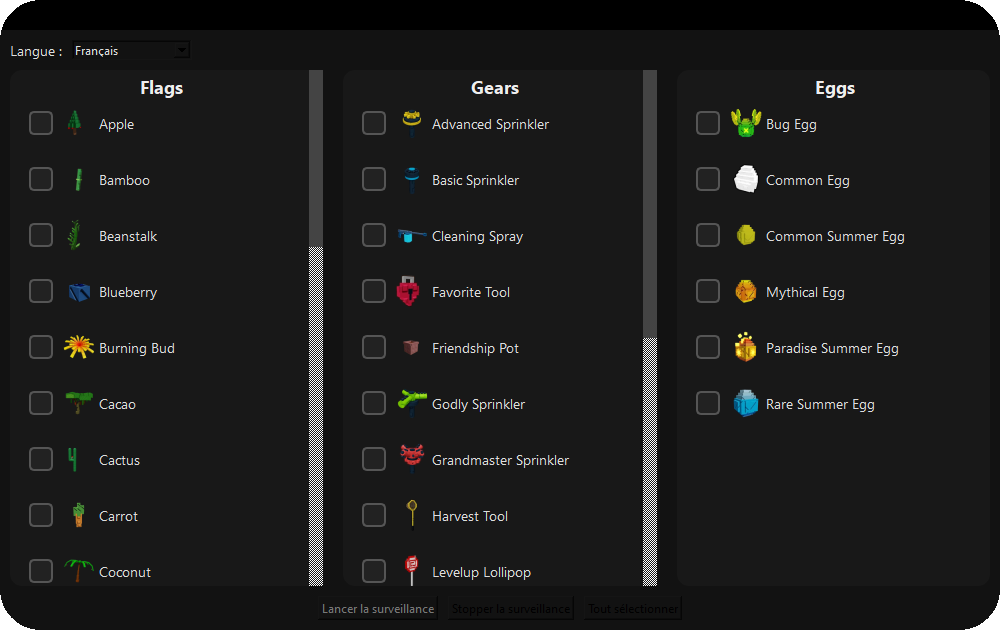 Langue :
Français
Flags
Apple
Bamboo
Beanstalk
Blueberry
Burning Bud
Cacao
Cactus
Carrot
Coconut
Gears
Advanced Sprinkler
Basic Sprinkler
Cleaning Spray
Favorite Tool
Friendship Pot
Godly Sprinkler
Grandmaster Sprinkler
Harvest Tool
Levelup Lollipop
Eggs
Bug Egg
Common Egg
Common Summer Egg
Mythical Egg
Paradise Summer Egg
Rare Summer Egg
Lancer la surveillance
Stopper la surveillance
Tout sélectionner